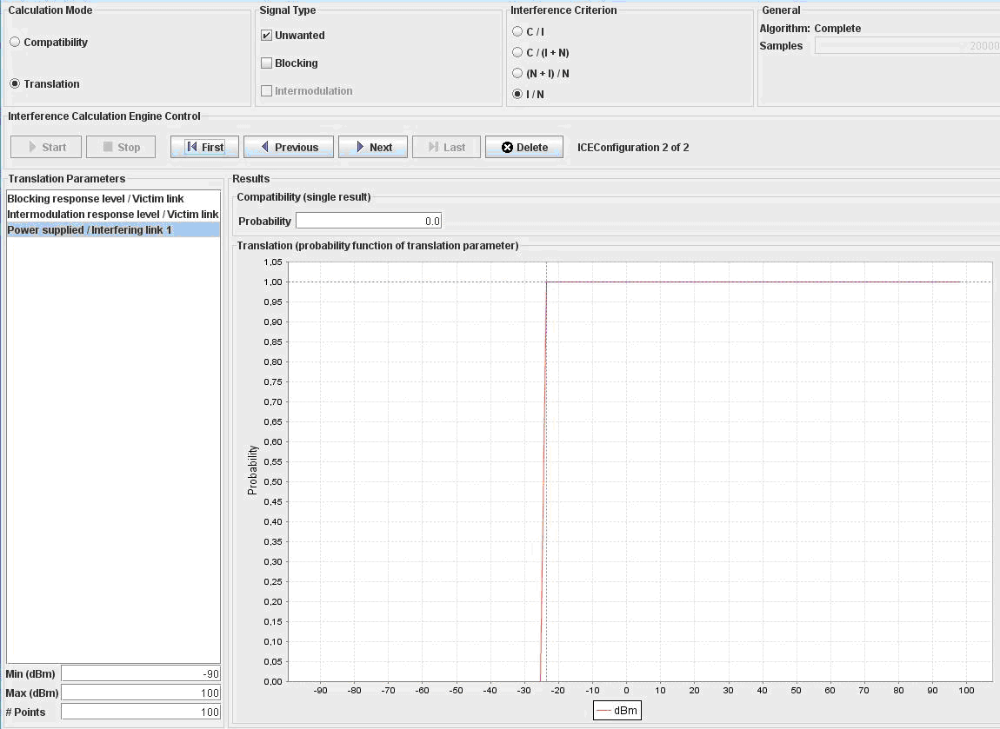 Calculation Mode
Compatibility
Translation
Signal Type
Unwanted
Blocking
Intermodulation
Interference Criterion
C / I
C / (I + N)
(N + I) / N
I / N
General
Algorithm: Complete
Samples 20000
Interference Calculation Engine Control
Start Stop First Previous Next Last Delete ICEConfiguration 2 of 2
Translation Parameters
Blocking response level / Victim link
Intermodulation response level / Victim link
Power supplied / Interfering link 1
Min (dBm) -90
Max (dBm) 100
# Points 100
Results
Compatibility (single result)
Probability 0.0
Translation (probability function of translation parameter)
1,05
1,00
0,95
0,90
0,85
0,80
0,75
0,70
0,65
0,60
0,55
0,50
0,45
0,40
0,35
0,30
0,25
0,20
0,15
0,10
0,05
0,00
Probability
-90 -80 -70 -60 -50 -40 -30 -20 -10 0 10 20 30 40 50 60 70 80 90 100
dBm